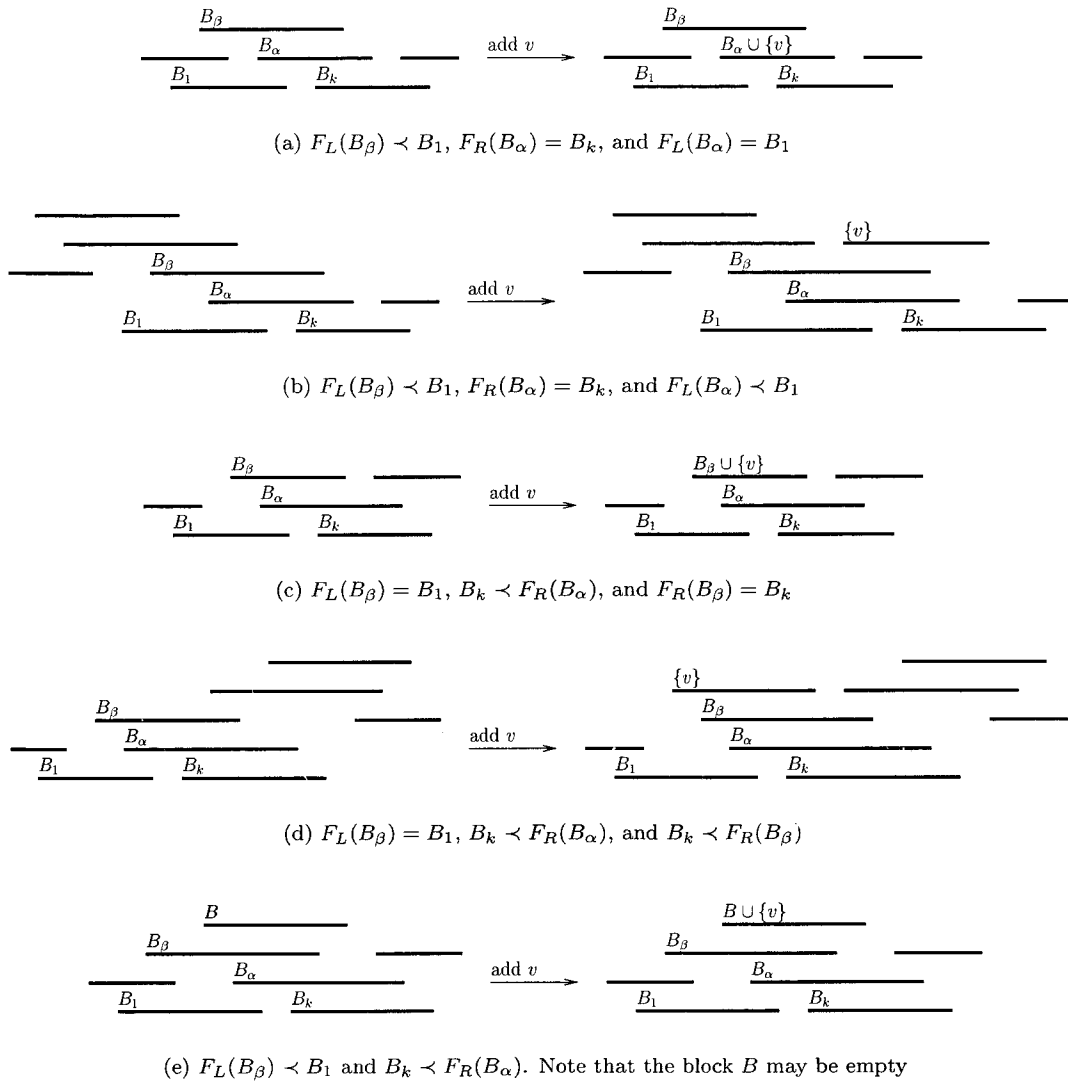 B_β B_β
B_α add v B_α ∪ {v}
B_1 B_k B_1 B_k
(a) F_L(B_β) ≺ B_1, F_R(B_α) = B_k, and F_L(B_α) = B_1
{v}
B_β B_β
B_α add v B_α
B_1 B_k B_1 B_k
(b) F_L(B_β) ≺ B_1, F_R(B_α) = B_k, and F_L(B_α) ≺ B_1
B_β B_β ∪ {v}
B_α add v B_α
B_1 B_k B_1 B_k
(c) F_L(B_β) = B_1, B_k ≺ F_R(B_α), and F_R(B_β) = B_k
{v}
B_β B_β
B_α add v B_α
B_1 B_k B_1 B_k
(d) F_L(B_β) = B_1, B_k ≺ F_R(B_α), and B_k ≺ F_R(B_β)
B B ∪ {v}
B_β B_β
B_α add v B_α
B_1 B_k B_1 B_k
(e) F_L(B_β) ≺ B_1 and B_k ≺ F_R(B_α). Note that the block B may be empty